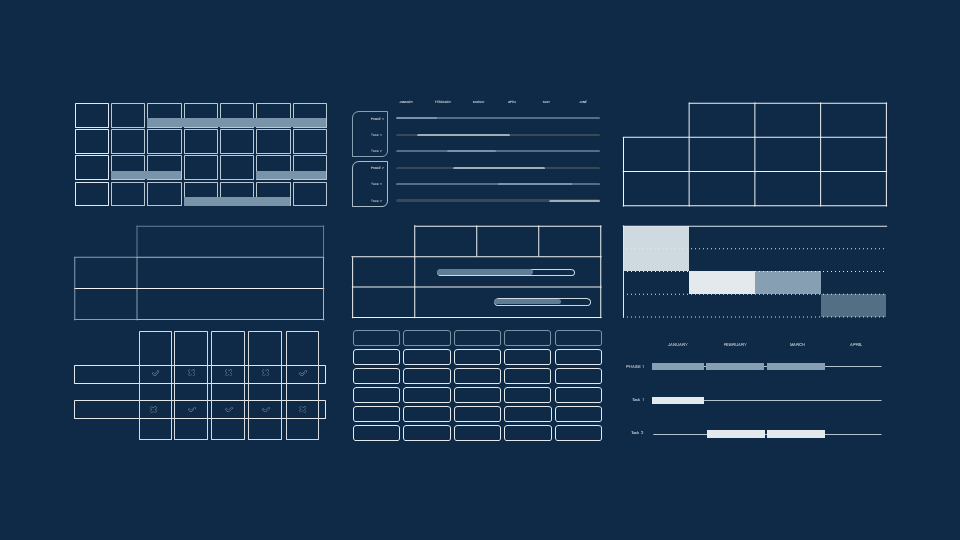 JANUARY FEBRUARY MARCH APRIL MAY JUNE
PHASE 1
TASK 1
TASK 2
PHASE 2
TASK 1
TASK 2
JANUARY FEBRUARY MARCH APRIL
PHASE 1
Task 1
Task 2